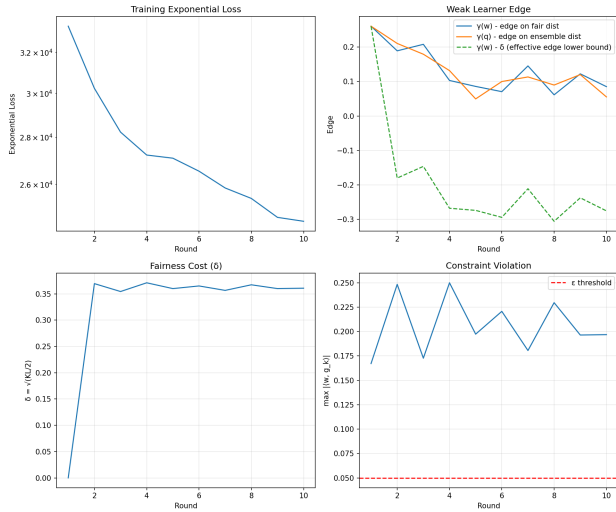 Training Exponential Loss
Exponential Loss
3.2 × 10⁴
3 × 10⁴
2.8 × 10⁴
2.6 × 10⁴
2 4 6 8 10
Round
Weak Learner Edge
Edge
γ(w) - edge on fair dist
γ(q) - edge on ensemble dist
γ(w) - δ (effective edge lower bound)
0.2
0.1
0.0
−0.1
−0.2
−0.3
2 4 6 8 10
Round
Fairness Cost (δ)
δ = √(KL/2)
0.35
0.30
0.25
0.20
0.15
0.10
0.05
0.00
2 4 6 8 10
Round
Constraint Violation
max |⟨w, g_k⟩|
ε threshold
0.250
0.225
0.200
0.175
0.150
0.125
0.100
0.075
0.050
2 4 6 8 10
Round